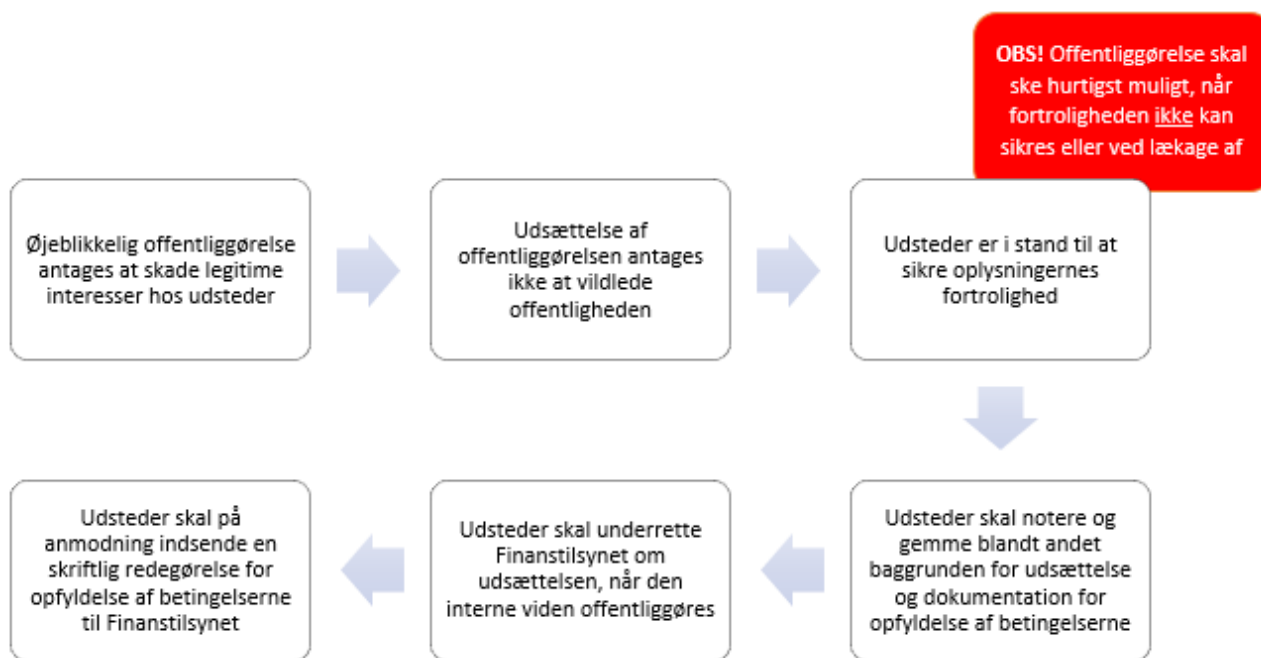 OBS! Offentliggørelse skal
ske hurtigst muligt, når
fortroligheden ikke kan
sikres eller ved lækage af
Øjeblikkelig offentliggørelse
antages at skade legitime
interesser hos udsteder
Udsættelse af
offentliggørelsen antages
ikke at vildlede
offentligheden
Udsteder er i stand til at
sikre oplysningernes
fortrolighed
Udsteder skal på
anmodning indsende en
skriftlig redegørelse for
opfyldelse af betingelserne
til Finanstilsynet
Udsteder skal underrette
Finanstilsynet om
udsættelsen, når den
interne viden offentliggøres
Udsteder skal notere og
gemme blandt andet
baggrunden for udsættelse
og dokumentation for
opfyldelse af betingelserne